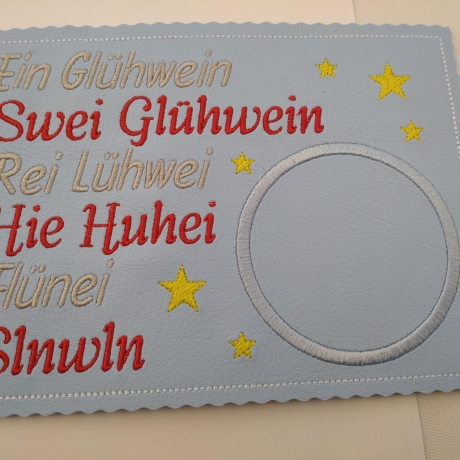 Ein Glühwein
Swei Glühwein
Rei Lühwei
Hie Huhei
Flünei
Slnwln